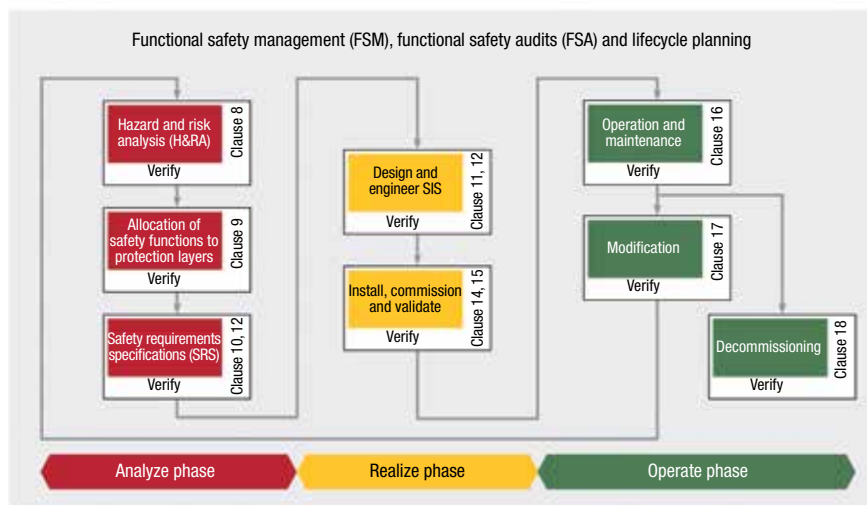 Functional safety management (FSM), functional safety audits (FSA) and lifecycle planning
Hazard and risk
analysis (H&RA)
Verify
Clause 8
Allocation of
safety functions to
protection layers
Verify
Clause 9
Safety requirements
specifications (SRS)
Verify
Clause 10, 12
Design and
engineer SIS
Verify
Clause 11, 12
Install, commission
and validate
Verify
Clause 14, 15
Operation and
maintenance
Verify
Clause 16
Modification
Verify
Clause 17
Decommissioning
Verify
Clause 18
Analyze phase
Realize phase
Operate phase